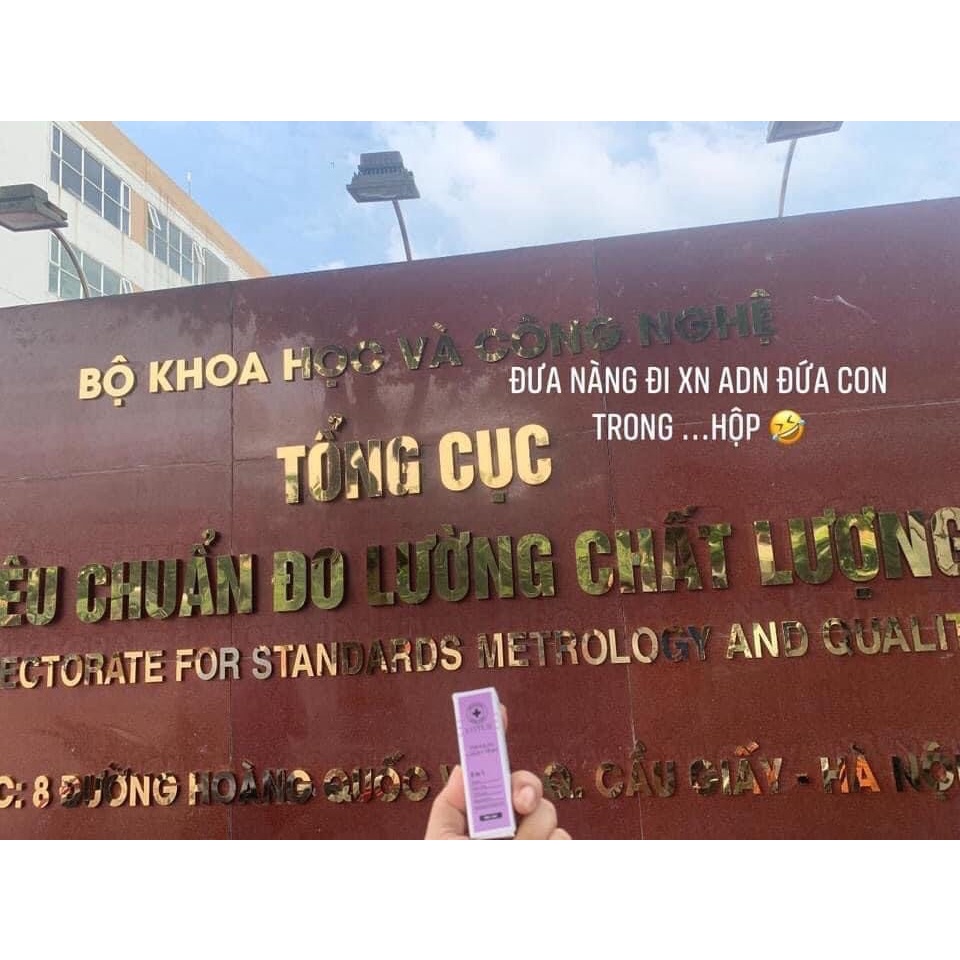 BỘ KHOA HỌC VÀ CÔNG NGHỆ
ĐƯA NÀNG ĐI XN ADN ĐỨA CON
TRONG ...HỘP 🤣
TỔNG CỤC
ÊU CHUẨN ĐO LƯỜNG CHẤT LƯỢNG
ECTORATE FOR STANDARDS METROLOGY AND QUALIT
C: 8 ĐƯỜNG HOÀNG QUỐC Q. CẦU GIẤY - HÀ NỘI